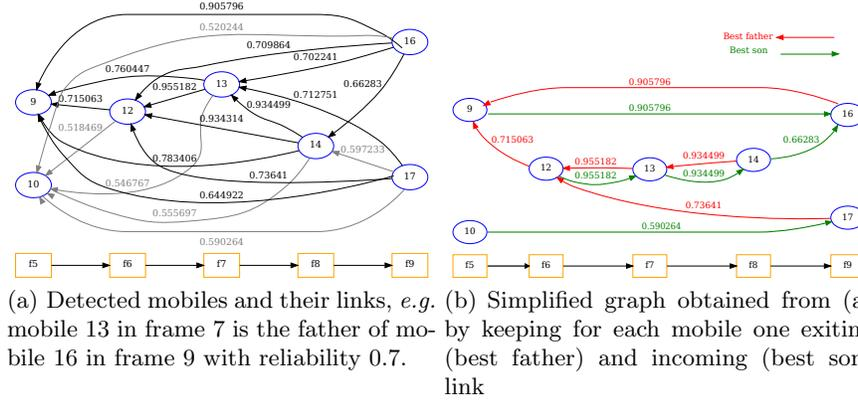 0.905796
0.520244
16
0.709864
0.702241
0.760447
13
0.66283
9
0.715063
0.955182
0.712751
12
0.934499
0.518469
0.934314
14
0.597233
0.783406
10
0.546767
0.73641
17
0.644922
0.555697
0.590264
f5
f6
f7
f8
f9
(a) Detected mobiles and their links, e.g.
mobile 13 in frame 7 is the father of mo-
bile 16 in frame 9 with reliability 0.7.
Best father
Best son
0.905796
9
0.905796
16
0.715063
0.66283
0.934499
14
0.955182
12
13
0.955182
0.934499
0.73641
17
0.590264
10
f5
f6
f7
f8
f9
(b) Simplified graph obtained from (a
by keeping for each mobile one exitin
(best father) and incoming (best son
link